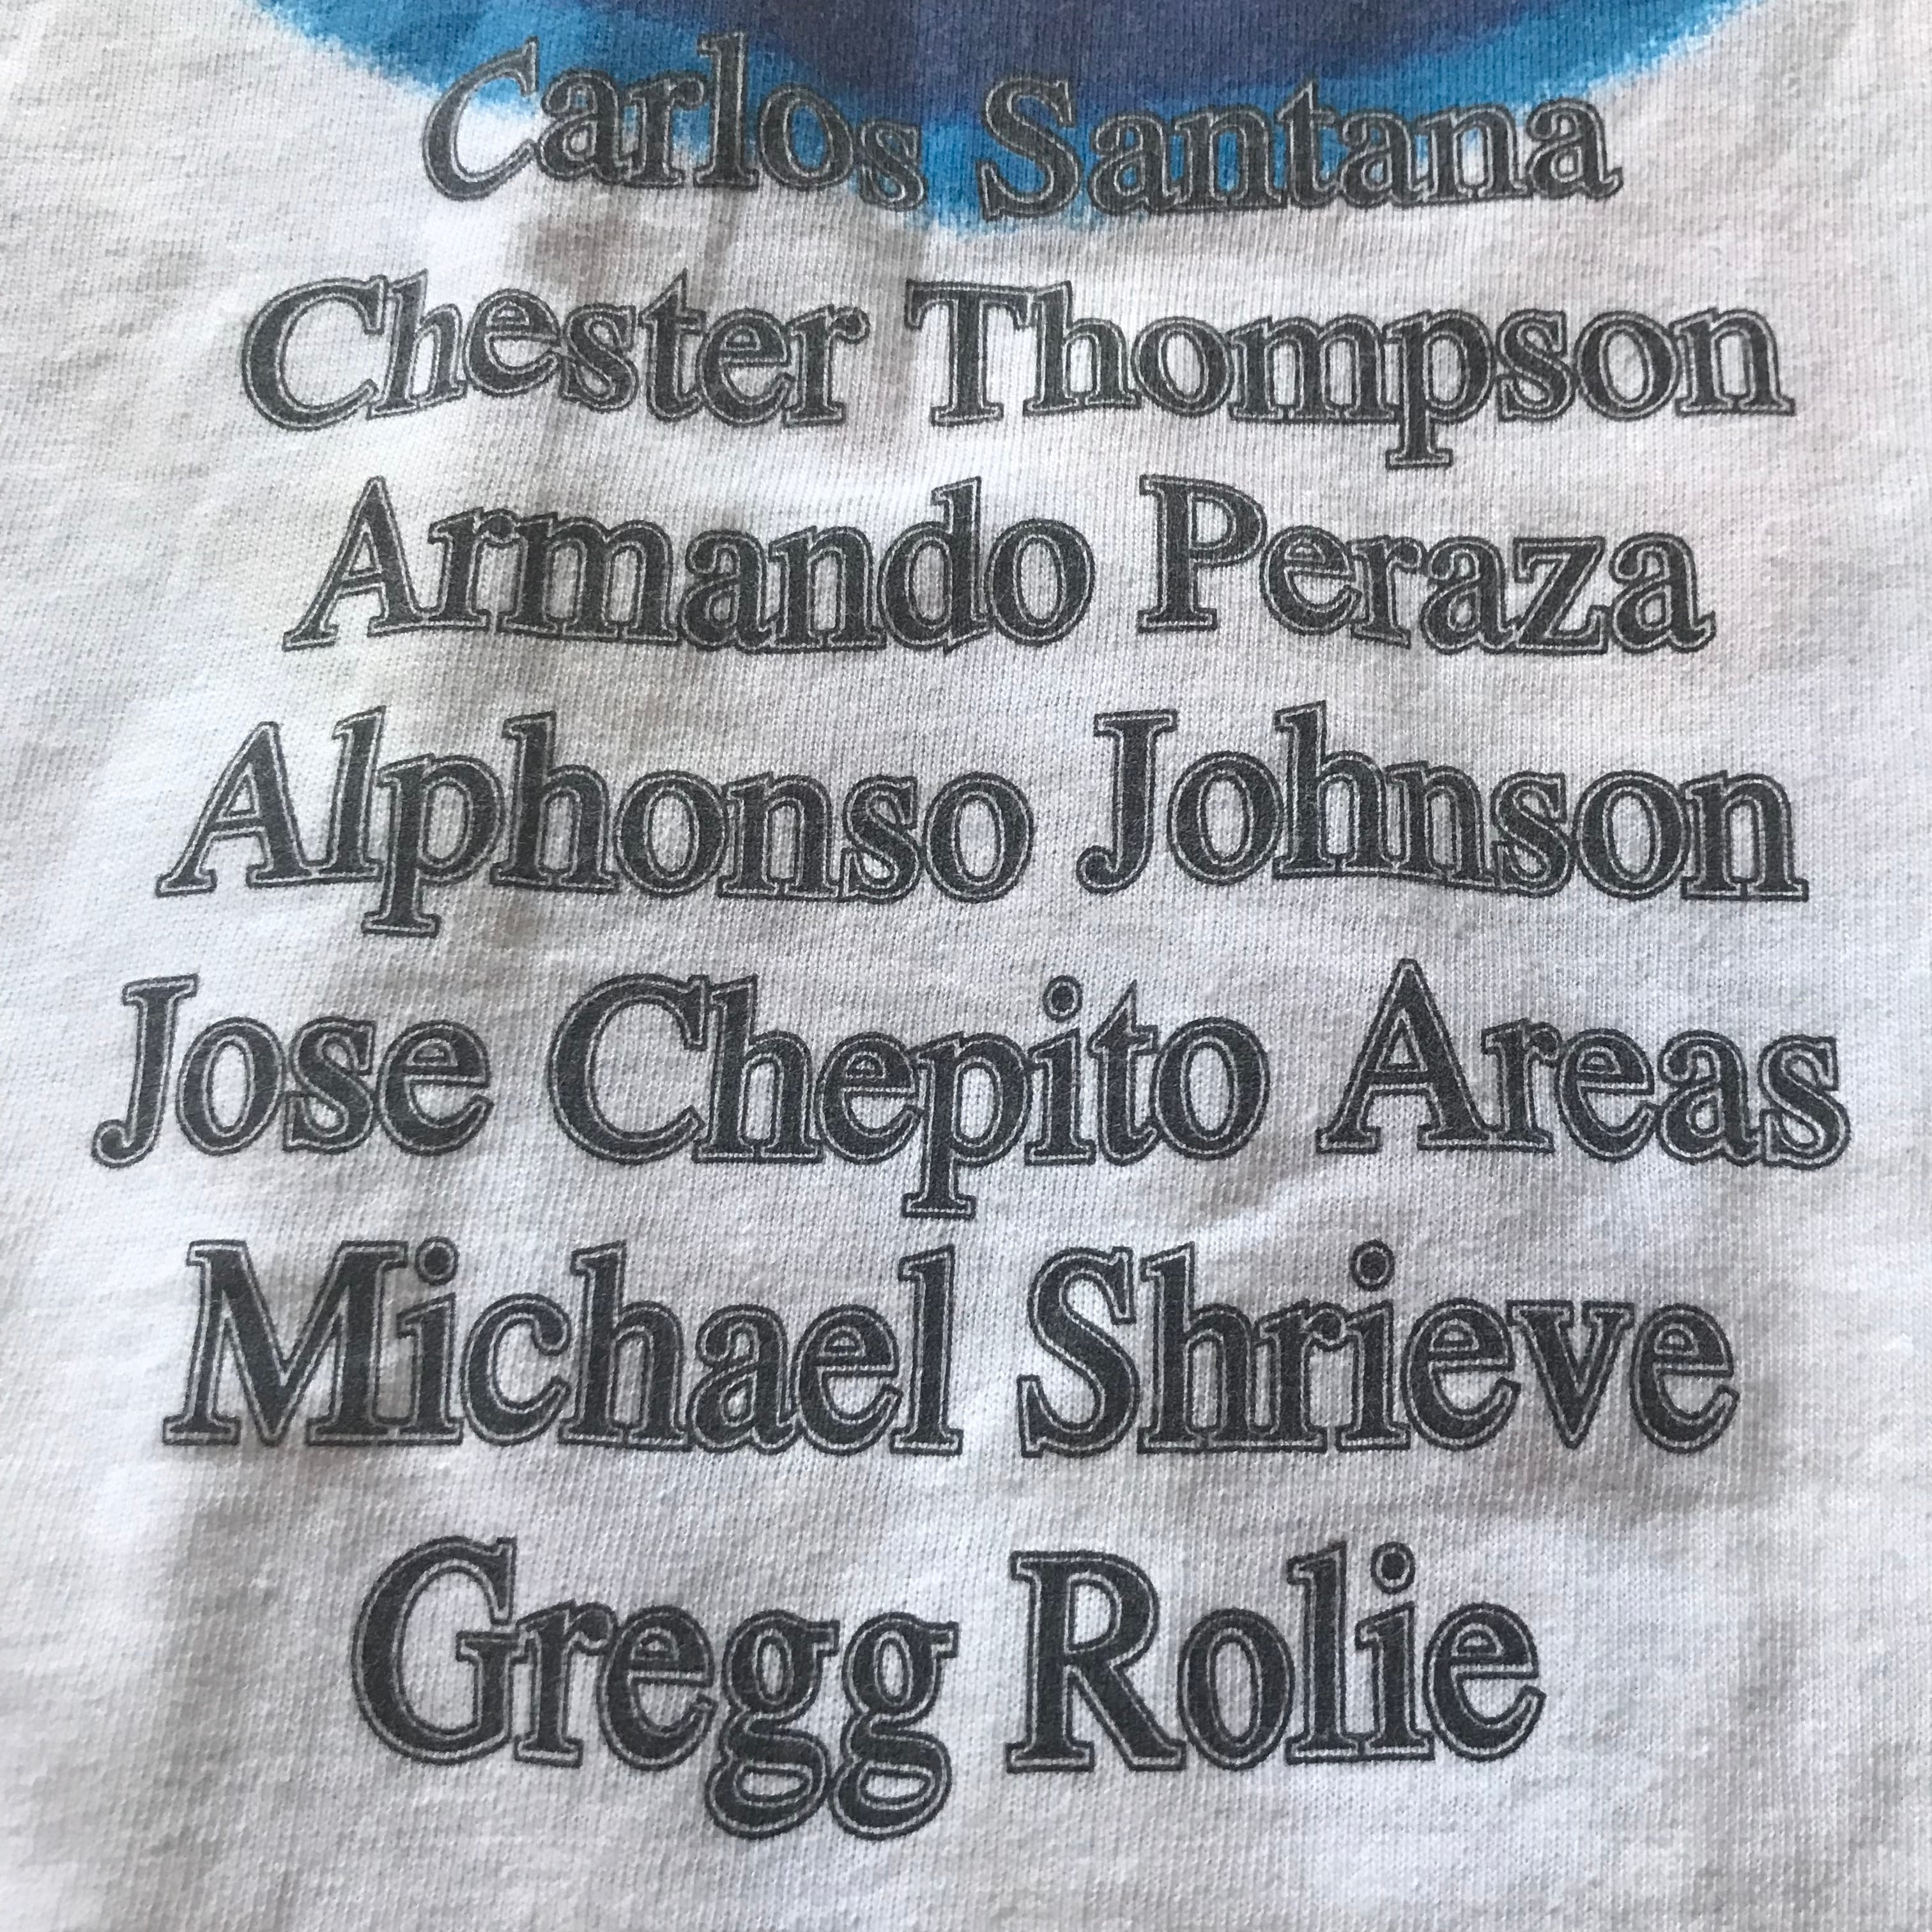 Carlos Santana
Chester Thompson
Armando Peraza
Alphonso Johnson
Jose Chepito Areas
Michael Shrieve
Gregg Rolie